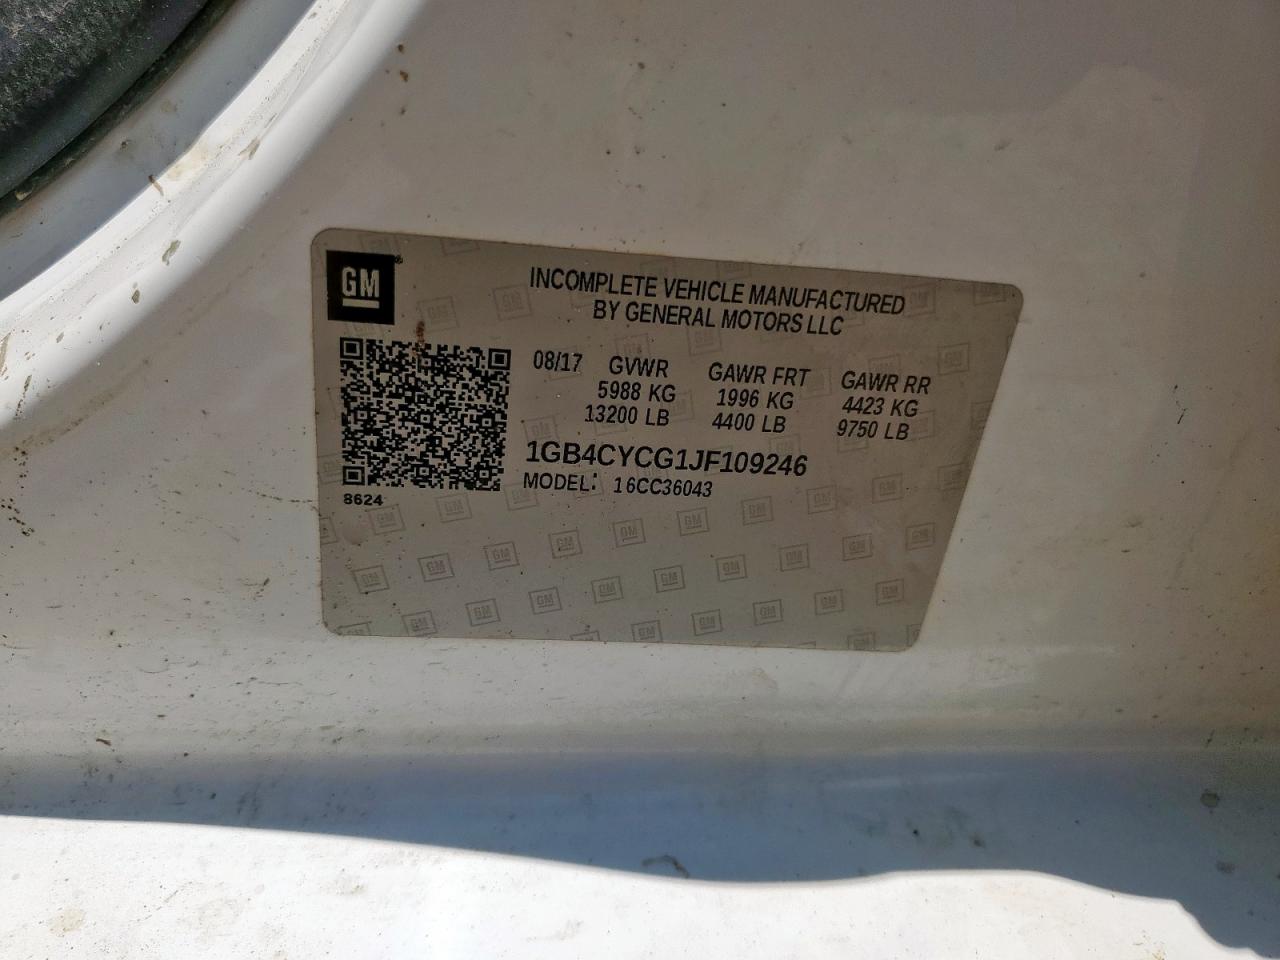 GM
INCOMPLETE VEHICLE MANUFACTURED
BY GENERAL MOTORS LLC
08/17 GVWR GAWR FRT GAWR RR
5988 KG 1996 KG 4423 KG
13200 LB 4400 LB 9750 LB
1GB4CYCG1JF109246
MODEL: 16CC36043
8624